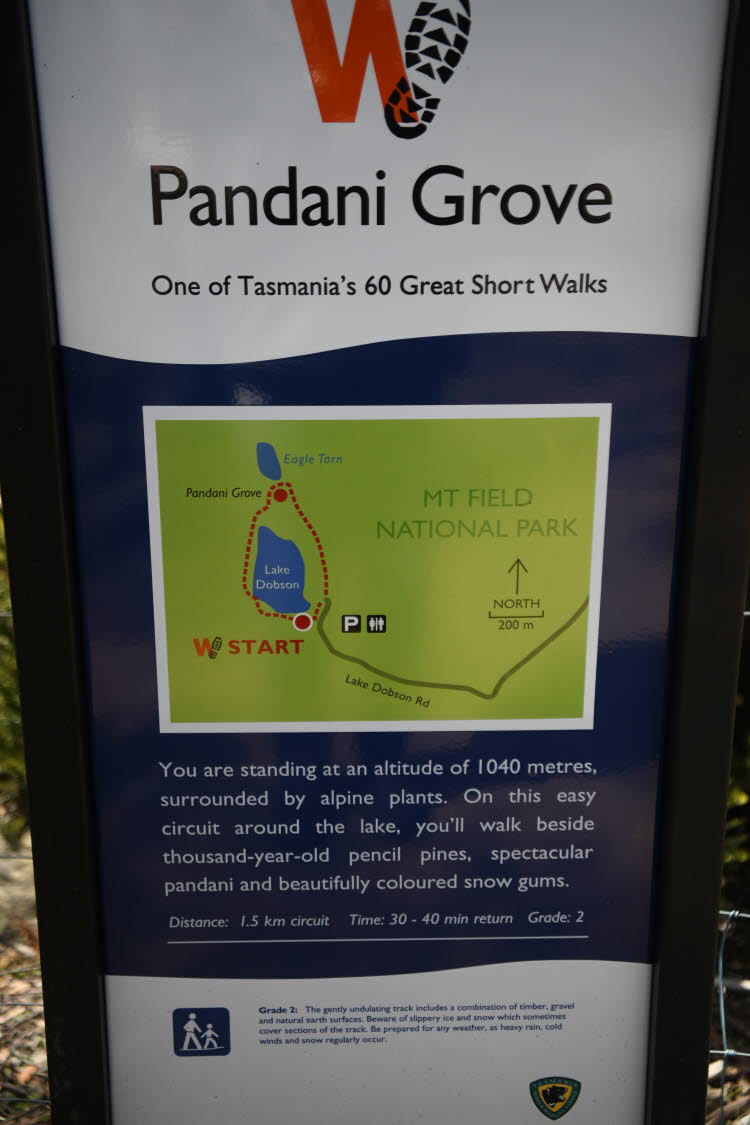 W
Pandani Grove
One of Tasmania's 60 Great Short Walks
Eagle Tarn
Pandani Grove
MT FIELD
NATIONAL PARK
Lake
Dobson
NORTH
200 m
P
W START
Lake Dobson Rd
You are standing at an altitude of 1040 metres,
surrounded by alpine plants. On this easy
circuit around the lake, you'll walk beside
thousand-year-old pencil pines, spectacular
pandani and beautifully coloured snow gums.
Distance: 1.5 km circuit Time: 30 - 40 min return Grade: 2
Grade 2: The gently undulating track includes a combination of timber, gravel
and natural earth surfaces. Beware of slippery ice and snow which sometimes
cover sections of the track. Be prepared for any weather, as heavy rain, cold
winds and snow regularly occur.
TASMANIA